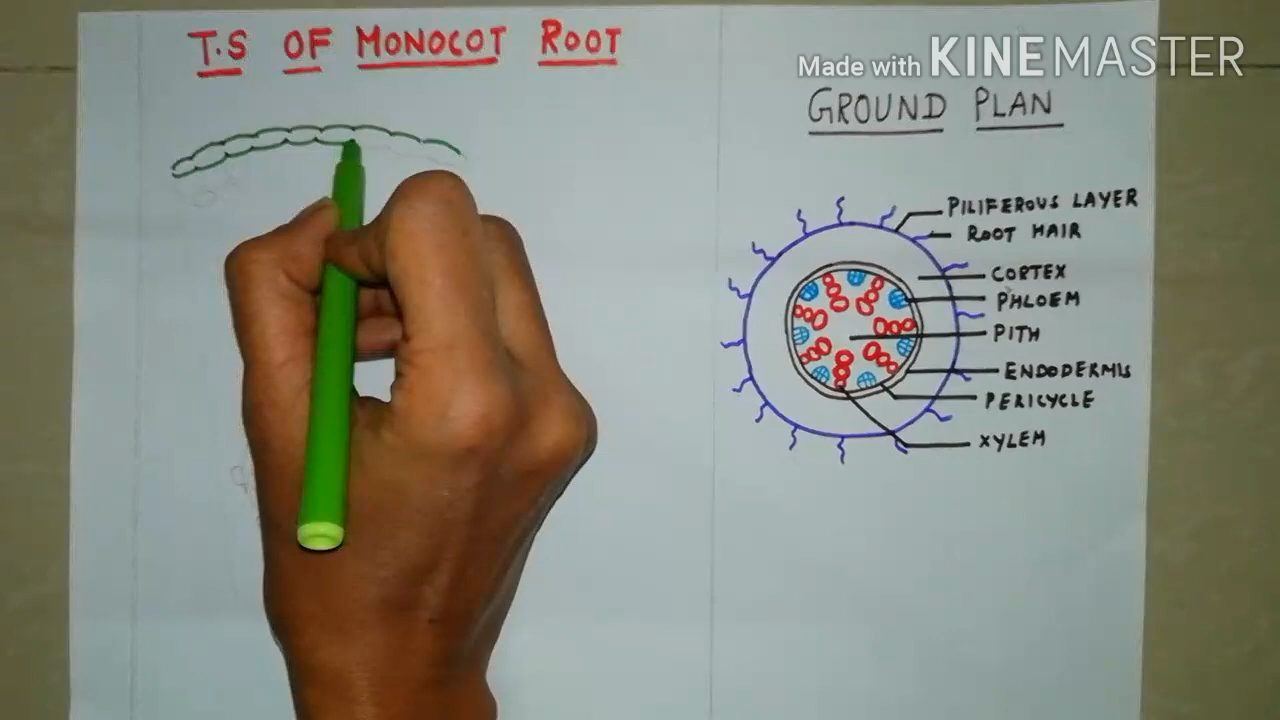 T.S OF MONOCOT ROOT
Made with KINEMASTER
GROUND PLAN
PILIFEROUS LAYER
ROOT HAIR
CORTEX
PHLOEM
PITH
ENDODERMIS
PERICYCLE
XYLEM